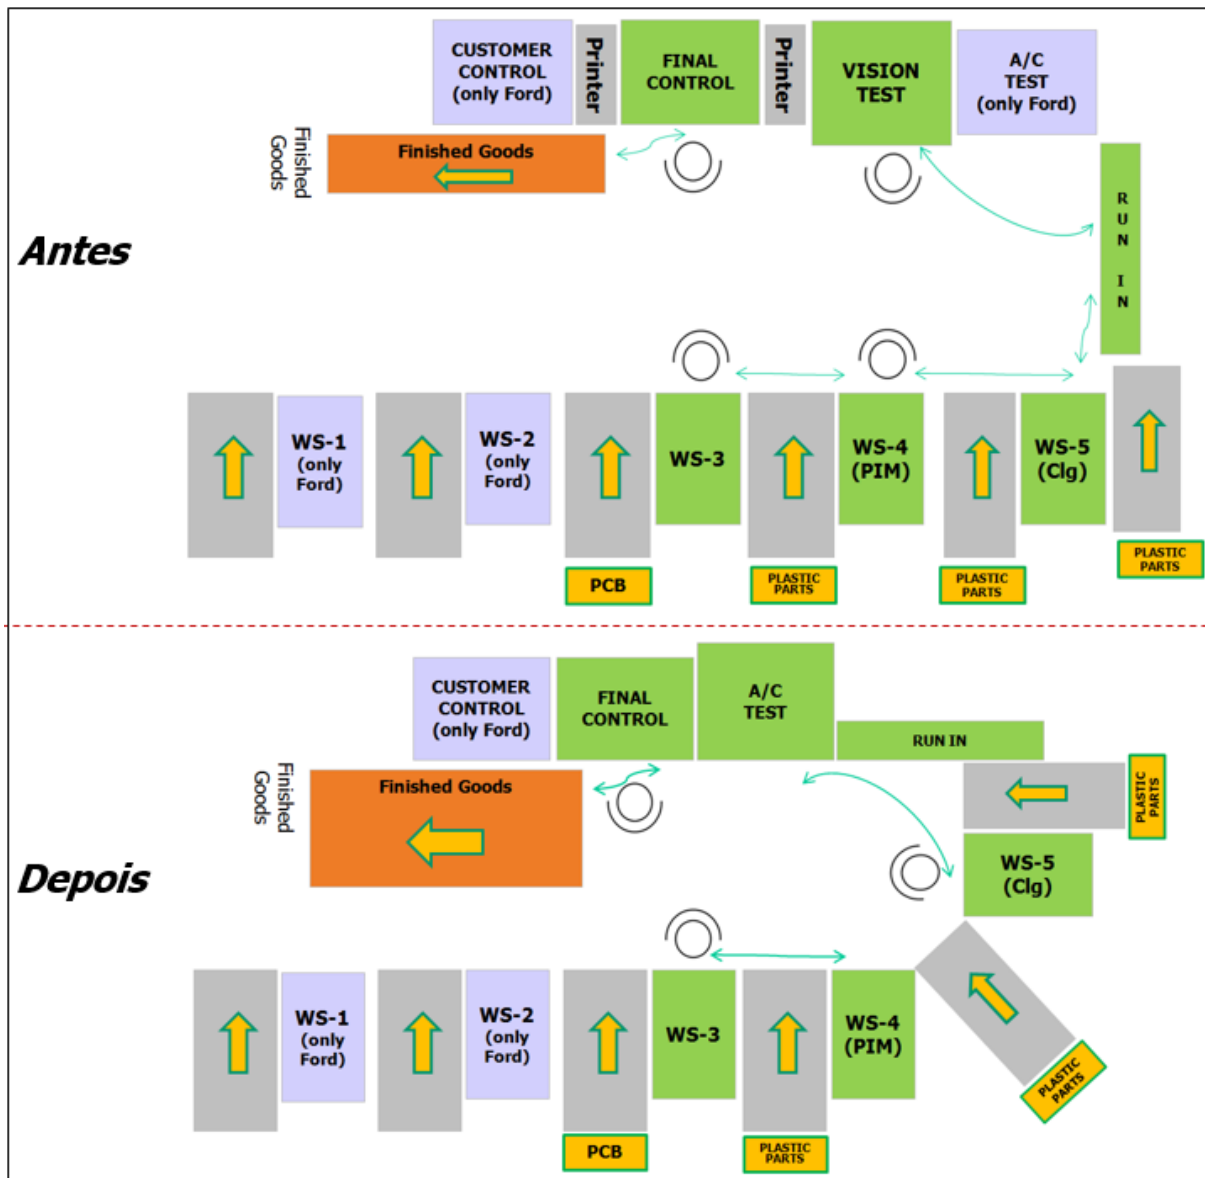 CUSTOMER
CONTROL
(only Ford)
Printer
FINAL
CONTROL
Printer
VISION
TEST
A/C
TEST
(only Ford)
Finished
Goods
Finished Goods
RUN IN
Antes
WS-1
(only
Ford)
WS-2
(only
Ford)
WS-3
WS-4
(PIM)
WS-5
(Clg)
PCB
PLASTIC
PARTS
PLASTIC
PARTS
PLASTIC
PARTS
CUSTOMER
CONTROL
(only Ford)
FINAL
CONTROL
A/C
TEST
RUN IN
Finished
Goods
Finished Goods
PLASTIC
PARTS
WS-5
(Clg)
Depois
WS-1
(only
Ford)
WS-2
(only
Ford)
WS-3
WS-4
(PIM)
PLASTIC
PARTS
PCB
PLASTIC
PARTS